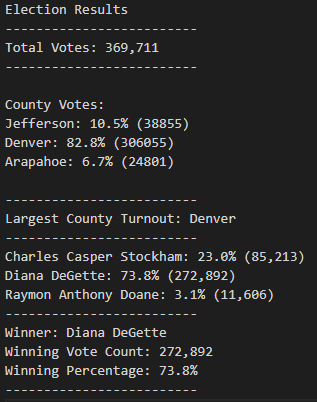 Election Results
-------------------------
Total Votes: 369,711
-------------------------
County Votes:
Jefferson: 10.5% (38855)
Denver: 82.8% (306055)
Arapahoe: 6.7% (24801)
-------------------------
Largest County Turnout: Denver
-------------------------
Charles Casper Stockham: 23.0% (85,213)
Diana DeGette: 73.8% (272,892)
Raymon Anthony Doane: 3.1% (11,606)
-------------------------
Winner: Diana DeGette
Winning Vote Count: 272,892
Winning Percentage: 73.8%
-------------------------